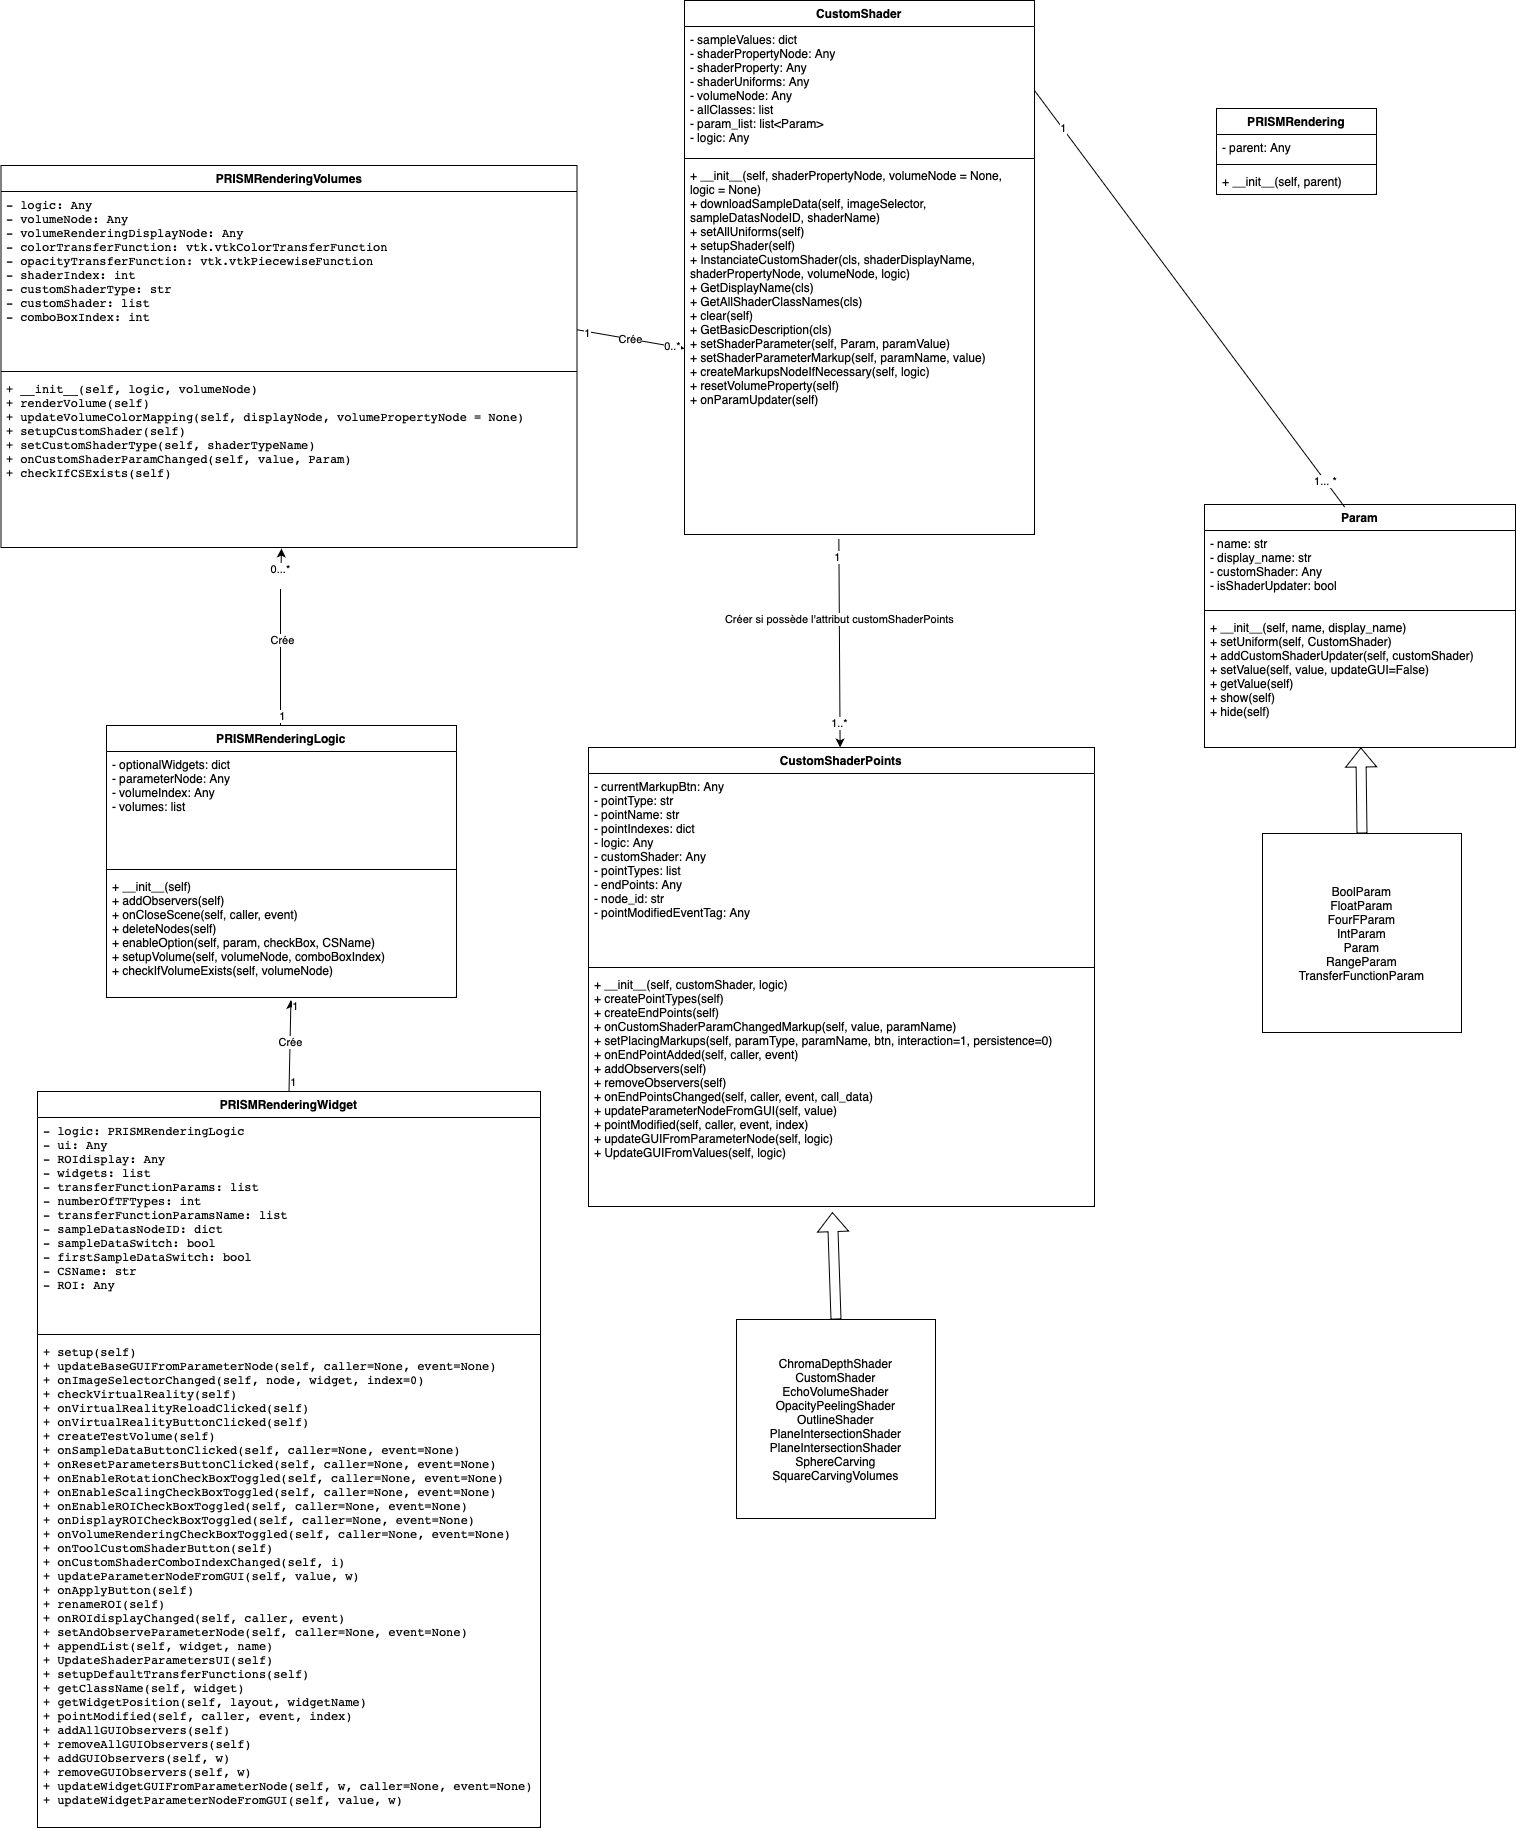 CustomShader
- sampleValues: dict
- shaderPropertyNode: Any
- shaderProperty: Any
- shaderUniforms: Any
- volumeNode: Any
- allClasses: list
- param_list: list<Param>
- logic: Any
+ __init__(self, shaderPropertyNode, volumeNode = None,
logic = None)
+ downloadSampleData(self, imageSelector,
sampleDatasNodeID, shaderName)
+ setAllUniforms(self)
+ setupShader(self)
+ InstanciateCustomShader(cls, shaderDisplayName,
shaderPropertyNode, volumeNode, logic)
+ GetDisplayName(cls)
+ GetAllShaderClassNames(cls)
+ clear(self)
+ GetBasicDescription(cls)
+ setShaderParameter(self, Param, paramValue)
+ setShaderParameterMarkup(self, paramName, value)
+ createMarkupsNodeIfNecessary(self, logic)
+ resetVolumeProperty(self)
+ onParamUpdater(self)
1
1... *
PRISMRendering
- parent: Any
+ __init__(self, parent)
PRISMRenderingVolumes
- logic: Any
- volumeNode: Any
- volumeRenderingDisplayNode: Any
- colorTransferFunction: vtk.vtkColorTransferFunction
- opacityTransferFunction: vtk.vtkPiecewiseFunction
- shaderIndex: int
- customShaderType: str
- customShader: list
- comboBoxIndex: int
+ __init__(self, logic, volumeNode)
+ renderVolume(self)
+ updateVolumeColorMapping(self, displayNode, volumePropertyNode = None)
+ setupCustomShader(self)
+ setCustomShaderType(self, shaderTypeName)
+ onCustomShaderParamChanged(self, value, Param)
+ checkIfCSExists(self)
1
Crée
0..*
Param
- name: str
- display_name: str
- customShader: Any
- isShaderUpdater: bool
+ __init__(self, name, display_name)
+ setUniform(self, CustomShader)
+ addCustomShaderUpdater(self, customShader)
+ setValue(self, value, updateGUI=False)
+ getValue(self)
+ show(self)
+ hide(self)
0...*
Crée
1
1
Créer si possède l'attribut customShaderPoints
1..*
PRISMRenderingLogic
- optionalWidgets: dict
- parameterNode: Any
- volumeIndex: Any
- volumes: list
+ __init__(self)
+ addObservers(self)
+ onCloseScene(self, caller, event)
+ deleteNodes(self)
+ enableOption(self, param, checkBox, CSName)
+ setupVolume(self, volumeNode, comboBoxIndex)
+ checkIfVolumeExists(self, volumeNode)
CustomShaderPoints
- currentMarkupBtn: Any
- pointType: str
- pointName: str
- pointIndexes: dict
- logic: Any
- customShader: Any
- pointTypes: list
- endPoints: Any
- node_id: str
- pointModifiedEventTag: Any
+ __init__(self, customShader, logic)
+ createPointTypes(self)
+ createEndPoints(self)
+ onCustomShaderParamChangedMarkup(self, value, paramName)
+ setPlacingMarkups(self, paramType, paramName, btn, interaction=1, persistence=0)
+ onEndPointAdded(self, caller, event)
+ addObservers(self)
+ removeObservers(self)
+ onEndPointsChanged(self, caller, event, call_data)
+ updateParameterNodeFromGUI(self, value)
+ pointModified(self, caller, event, index)
+ updateGUIFromParameterNode(self, logic)
+ UpdateGUIFromValues(self, logic)
BoolParam
FloatParam
FourFParam
IntParam
Param
RangeParam
TransferFunctionParam
1
Crée
1
PRISMRenderingWidget
- logic: PRISMRenderingLogic
- ui: Any
- ROIdisplay: Any
- widgets: list
- transferFunctionParams: list
- numberOfTFTypes: int
- transferFunctionParamsName: list
- sampleDatasNodeID: dict
- sampleDataSwitch: bool
- firstSampleDataSwitch: bool
- CSName: str
- ROI: Any
+ setup(self)
+ updateBaseGUIFromParameterNode(self, caller=None, event=None)
+ onImageSelectorChanged(self, node, widget, index=0)
+ checkVirtualReality(self)
+ onVirtualRealityReloadClicked(self)
+ onVirtualRealityButtonClicked(self)
+ createTestVolume(self)
+ onSampleDataButtonClicked(self, caller=None, event=None)
+ onResetParametersButtonClicked(self, caller=None, event=None)
+ onEnableRotationCheckBoxToggled(self, caller=None, event=None)
+ onEnableScalingCheckBoxToggled(self, caller=None, event=None)
+ onEnableROICheckBoxToggled(self, caller=None, event=None)
+ onDisplayROICheckBoxToggled(self, caller=None, event=None)
+ onVolumeRenderingCheckBoxToggled(self, caller=None, event=None)
+ onToolCustomShaderButton(self)
+ onCustomShaderComboIndexChanged(self, i)
+ updateParameterNodeFromGUI(self, value, w)
+ onApplyButton(self)
+ renameROI(self)
+ onROIdisplayChanged(self, caller, event)
+ setAndObserveParameterNode(self, caller=None, event=None)
+ appendList(self, widget, name)
+ UpdateShaderParametersUI(self)
+ setupDefaultTransferFunctions(self)
+ getClassName(self, widget)
+ getWidgetPosition(self, layout, widgetName)
+ pointModified(self, caller, event, index)
+ addAllGUIObservers(self)
+ removeAllGUIObservers(self)
+ addGUIObservers(self, w)
+ removeGUIObservers(self, w)
+ updateWidgetGUIFromParameterNode(self, w, caller=None, event=None)
+ updateWidgetParameterNodeFromGUI(self, value, w)
ChromaDepthShader
CustomShader
EchoVolumeShader
OpacityPeelingShader
OutlineShader
PlaneIntersectionShader
PlaneIntersectionShader
SphereCarving
SquareCarvingVolumes